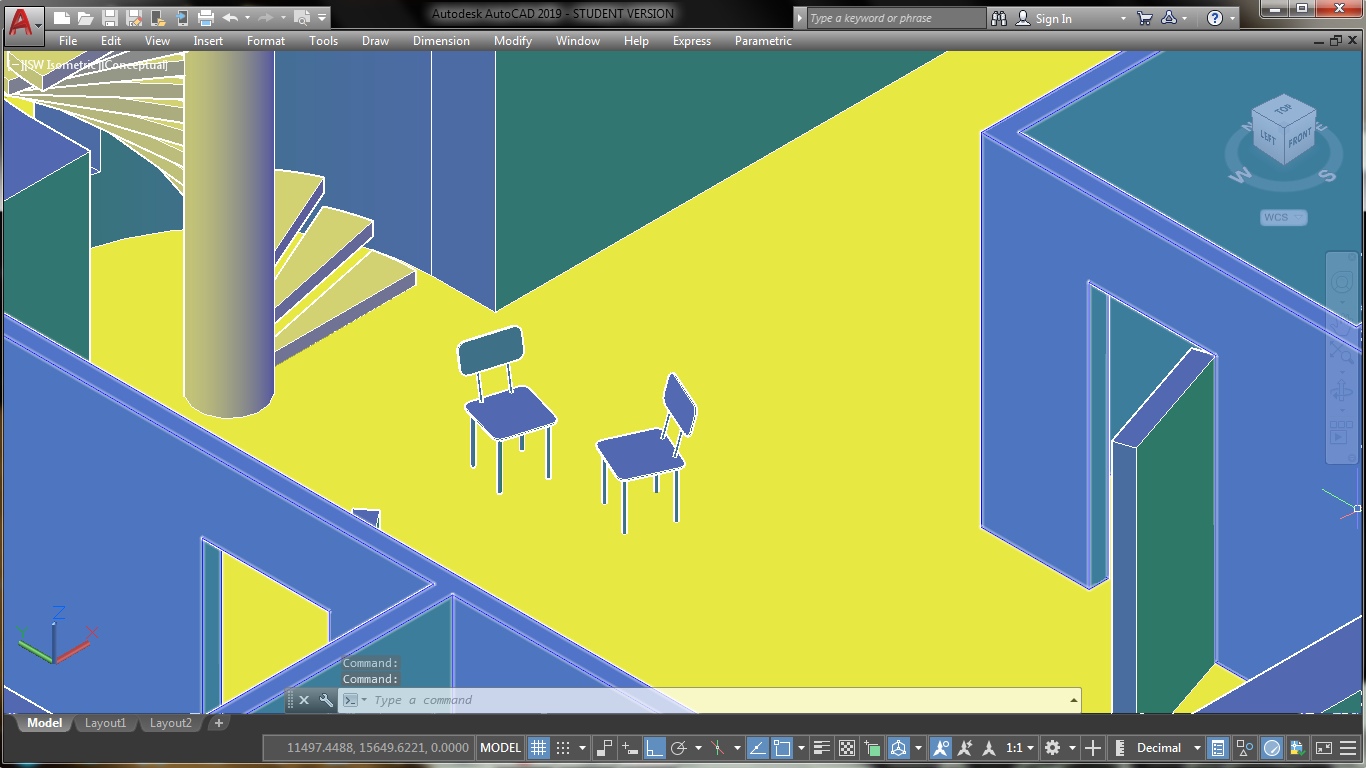 Autodesk AutoCAD 2019 - STUDENT VERSION
Type a keyword or phrase
Sign In
File Edit View Insert Format Tools Draw Dimension Modify Window Help Express Parametric
[−][SW Isometric][Conceptual]
TOP
LEFT FRONT
W S
WCS
Z
X
Command:
Command:
Type a command
Model Layout1 Layout2 +
11497.4488, 15649.6221, 0.0000 MODEL 1:1 Decimal